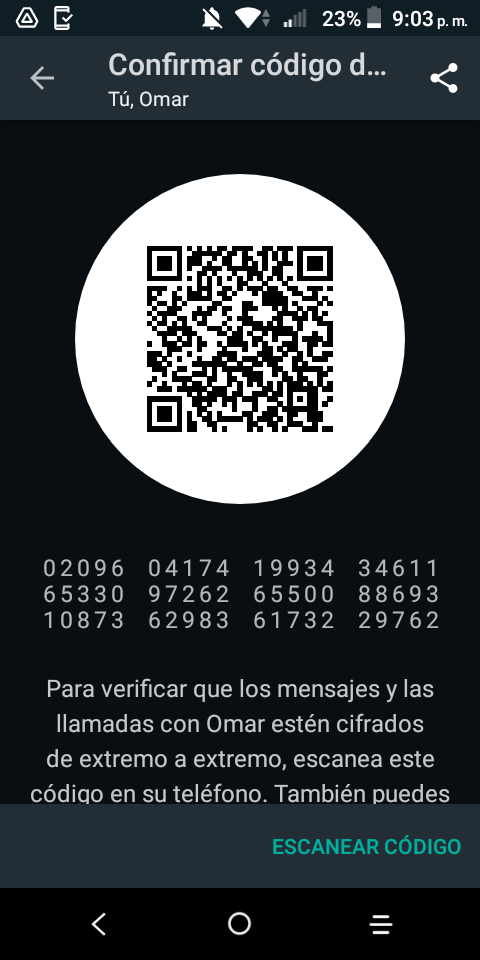 23% 9:03 p. m.
Confirmar código d...
Tú, Omar
02096 04174 19934 34611
65330 97262 65500 88693
10873 62983 61732 29762
Para verificar que los mensajes y las
llamadas con Omar estén cifrados
de extremo a extremo, escanea este
código en su teléfono. También puedes
ESCANEAR CÓDIGO